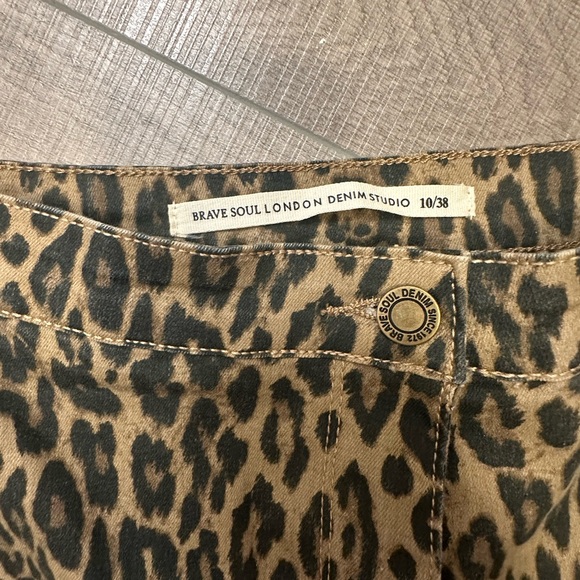 BRAVE SOUL LONDON DENIM STUDIO 10/38
BRAVE SOUL DENIM SINCE 1972